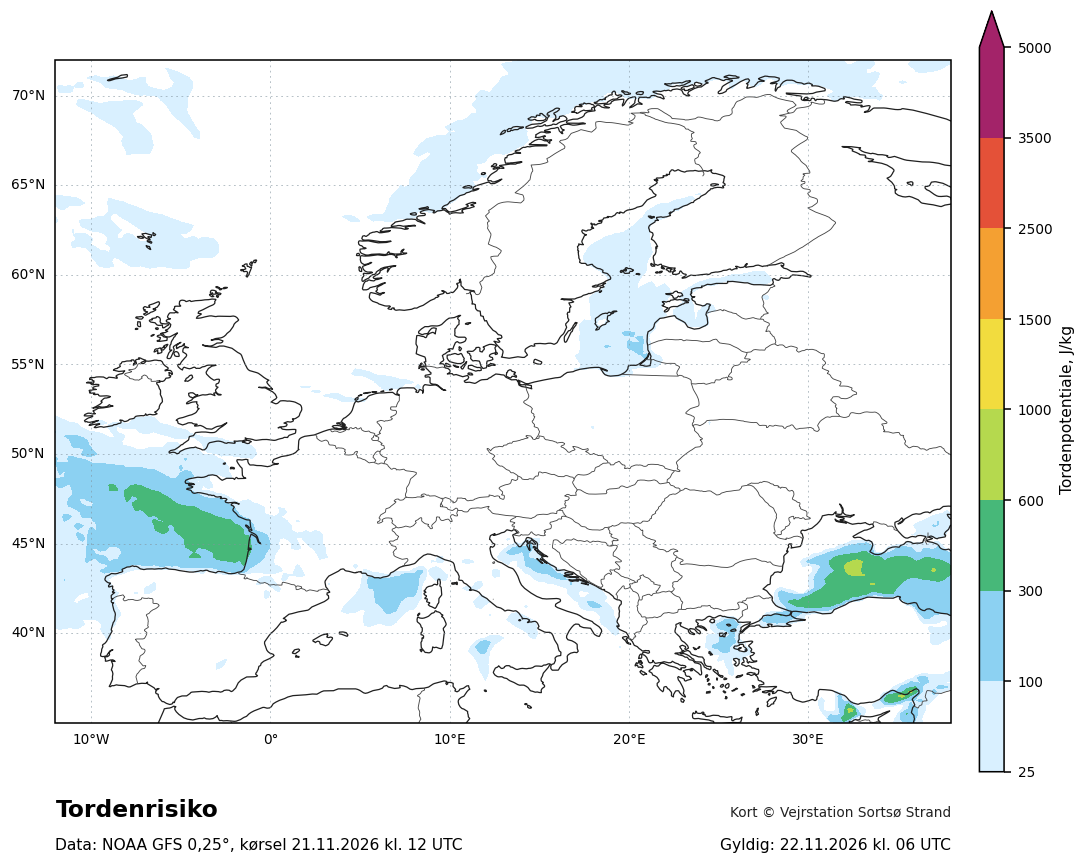 5000
3500
2500
1500
1000
600
300
100
25
Tordenpotentiale, J/kg
70°N
65°N
60°N
55°N
50°N
45°N
40°N
10°W
0°
10°E
20°E
30°E
Tordenrisiko
Kort © Vejrstation Sortsø Strand
Data: NOAA GFS 0,25°, kørsel 21.11.2026 kl. 12 UTC
Gyldig: 22.11.2026 kl. 06 UTC